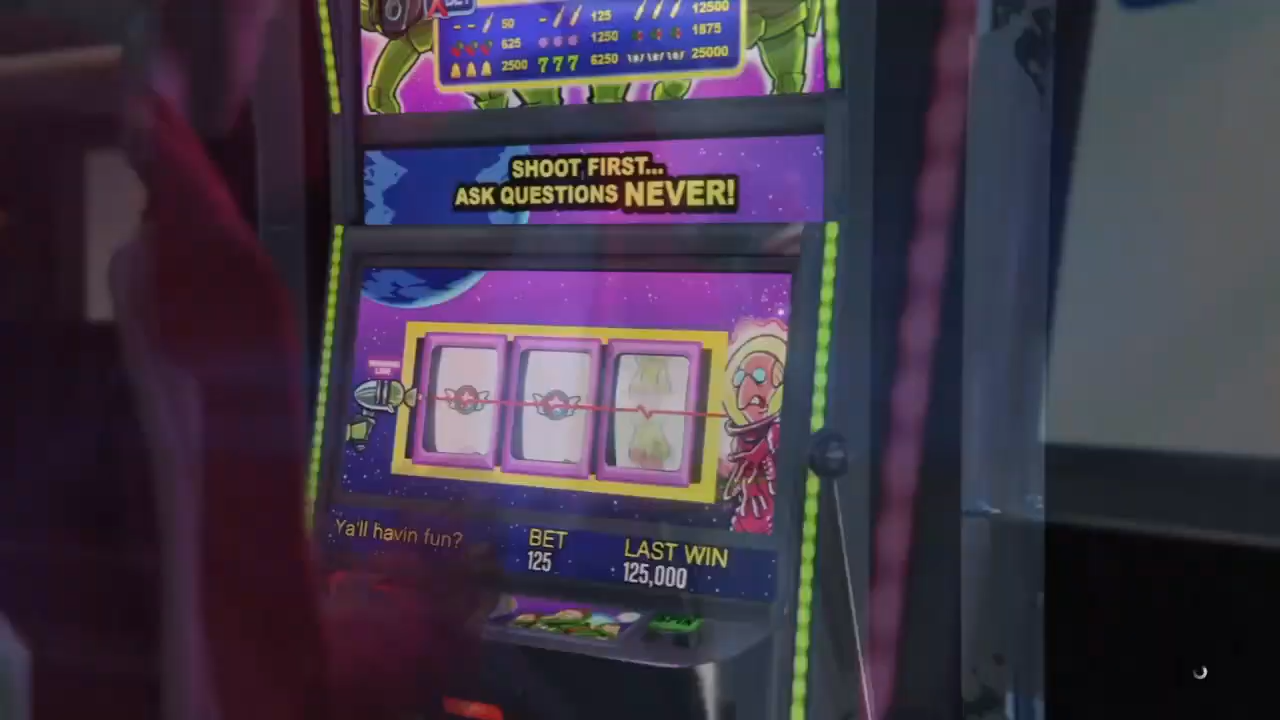 BET
50 125 12500
625 1250 1875
2500 777 6250 25000
SHOOT FIRST...
ASK QUESTIONS NEVER!
Ya'll havin fun?
BET
125
LAST WIN
125,000